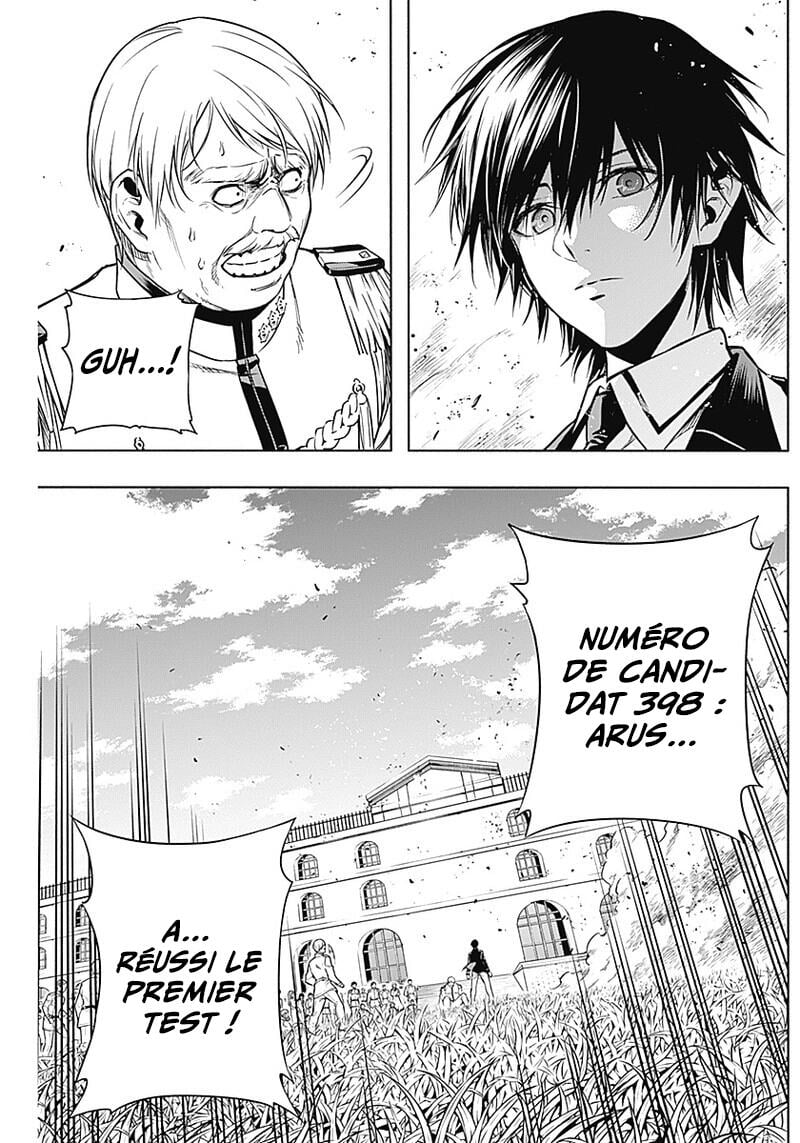 GUH...!
NUMÉRO
DE CANDI-
DAT 398 :
ARUS...
A...
RÉUSSI LE
PREMIER
TEST !